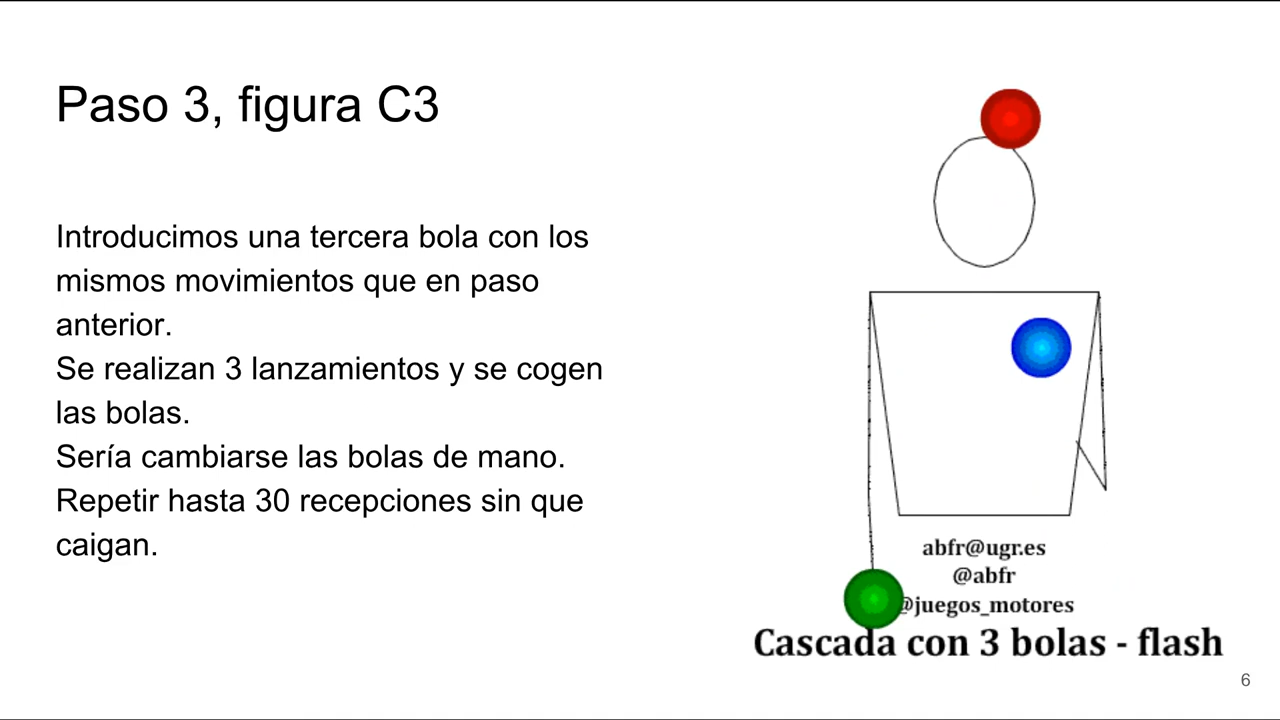 Paso 3, figura C3
Introducimos una tercera bola con los
mismos movimientos que en paso
anterior.
Se realizan 3 lanzamientos y se cogen
las bolas.
Sería cambiarse las bolas de mano.
Repetir hasta 30 recepciones sin que
caigan.
abfr@ugr.es
@abfr
@juegos_motores
Cascada con 3 bolas - flash
6